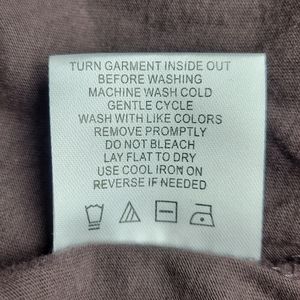 TURN GARMENT INSIDE OUT
BEFORE WASHING
MACHINE WASH COLD
GENTLE CYCLE
WASH WITH LIKE COLORS
REMOVE PROMPTLY
DO NOT BLEACH
LAY FLAT TO DRY
USE COOL IRON ON
REVERSE IF NEEDED